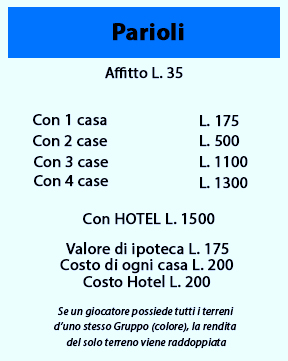 Parioli
Affitto L. 35
Con 1 casa L. 175
Con 2 case L. 500
Con 3 case L. 1100
Con 4 case L. 1300
Con HOTEL L. 1500
Valore di ipoteca L. 175
Costo di ogni casa L. 200
Costo Hotel L. 200
Se un giocatore possiede tutti i terreni
d'uno stesso Gruppo (colore), la rendita
del solo terreno viene raddoppiata